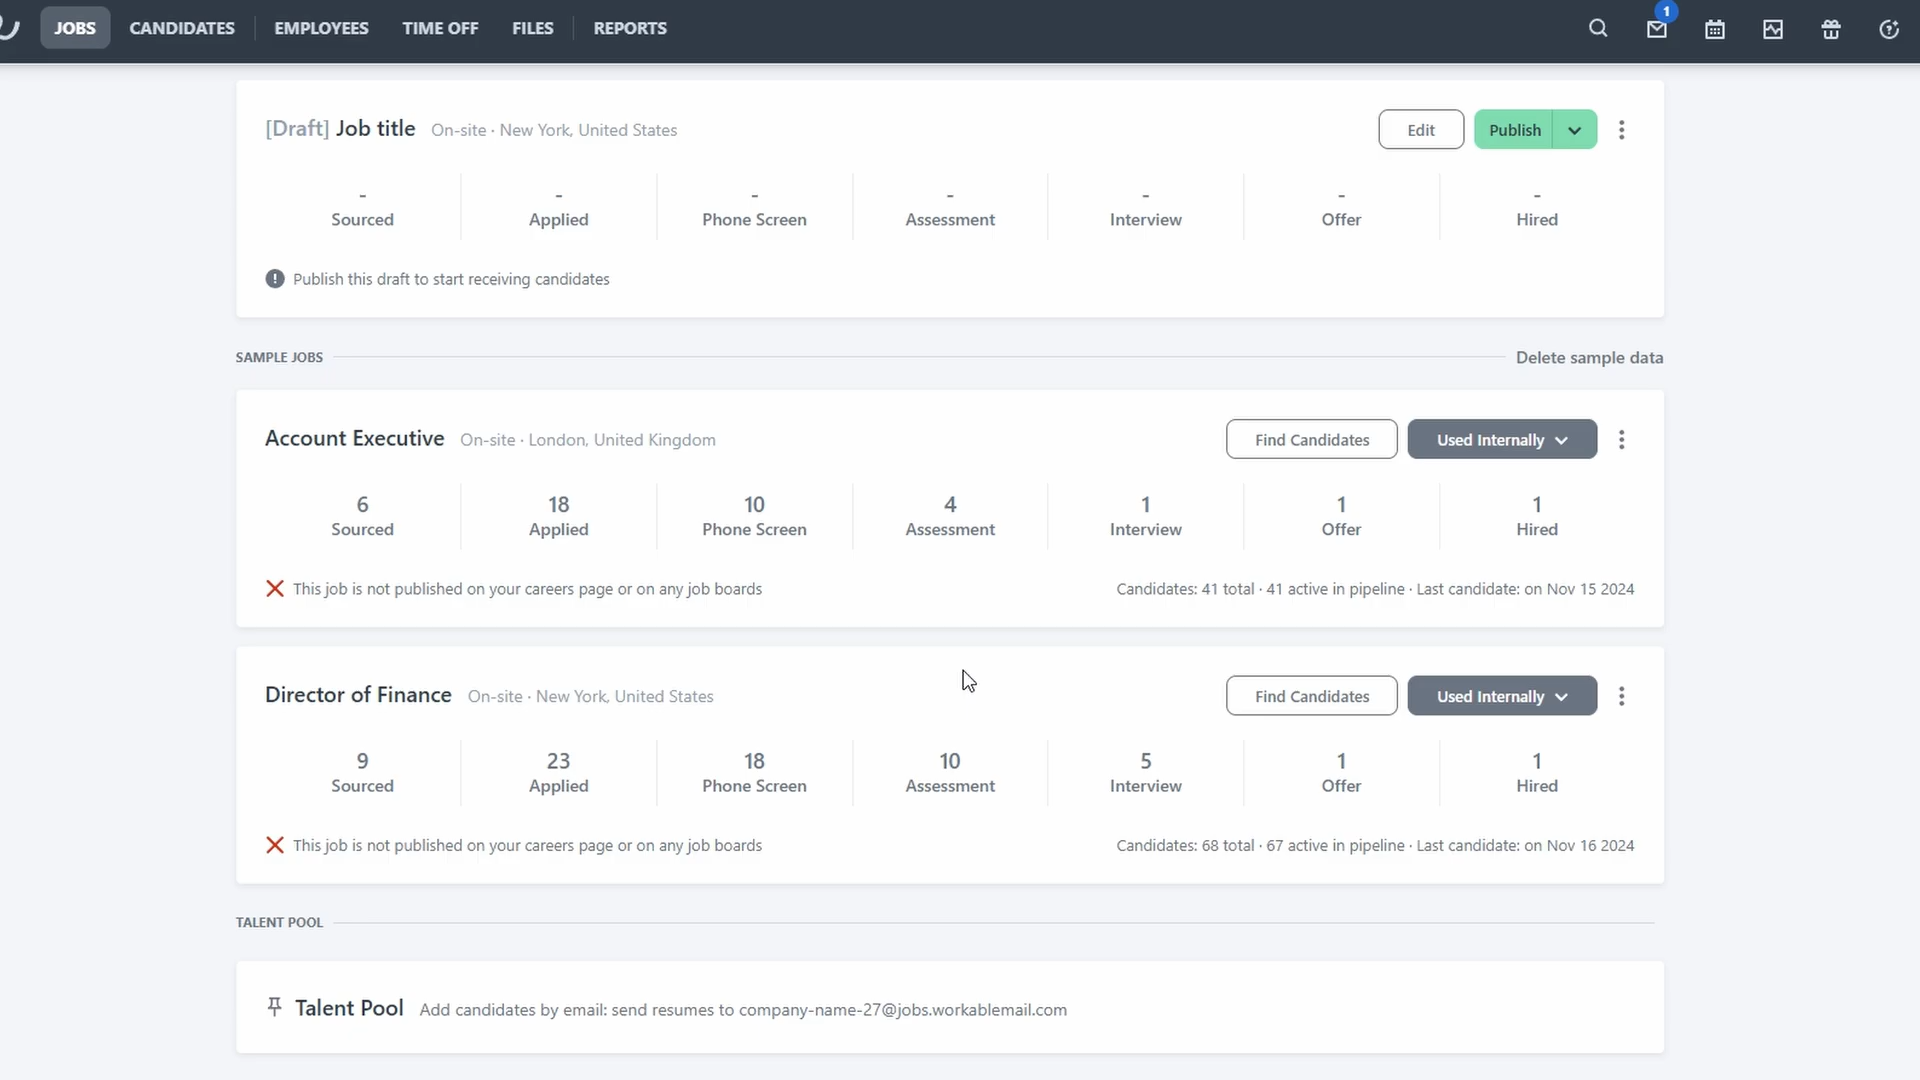 JOBS CANDIDATES EMPLOYEES TIME OFF FILES REPORTS 1
[Draft] Job title On-site · New York, United States Edit Publish
- - - - - - -
Sourced Applied Phone Screen Assessment Interview Offer Hired
Publish this draft to start receiving candidates
SAMPLE JOBS Delete sample data
Account Executive On-site · London, United Kingdom Find Candidates Used Internally
6 18 10 4 1 1 1
Sourced Applied Phone Screen Assessment Interview Offer Hired
This job is not published on your careers page or on any job boards Candidates: 41 total · 41 active in pipeline · Last candidate: on Nov 15 2024
Director of Finance On-site · New York, United States Find Candidates Used Internally
9 23 18 10 5 1 1
Sourced Applied Phone Screen Assessment Interview Offer Hired
This job is not published on your careers page or on any job boards Candidates: 68 total · 67 active in pipeline · Last candidate: on Nov 16 2024
TALENT POOL
Talent Pool Add candidates by email: send resumes to company-name-27@jobs.workablemail.com